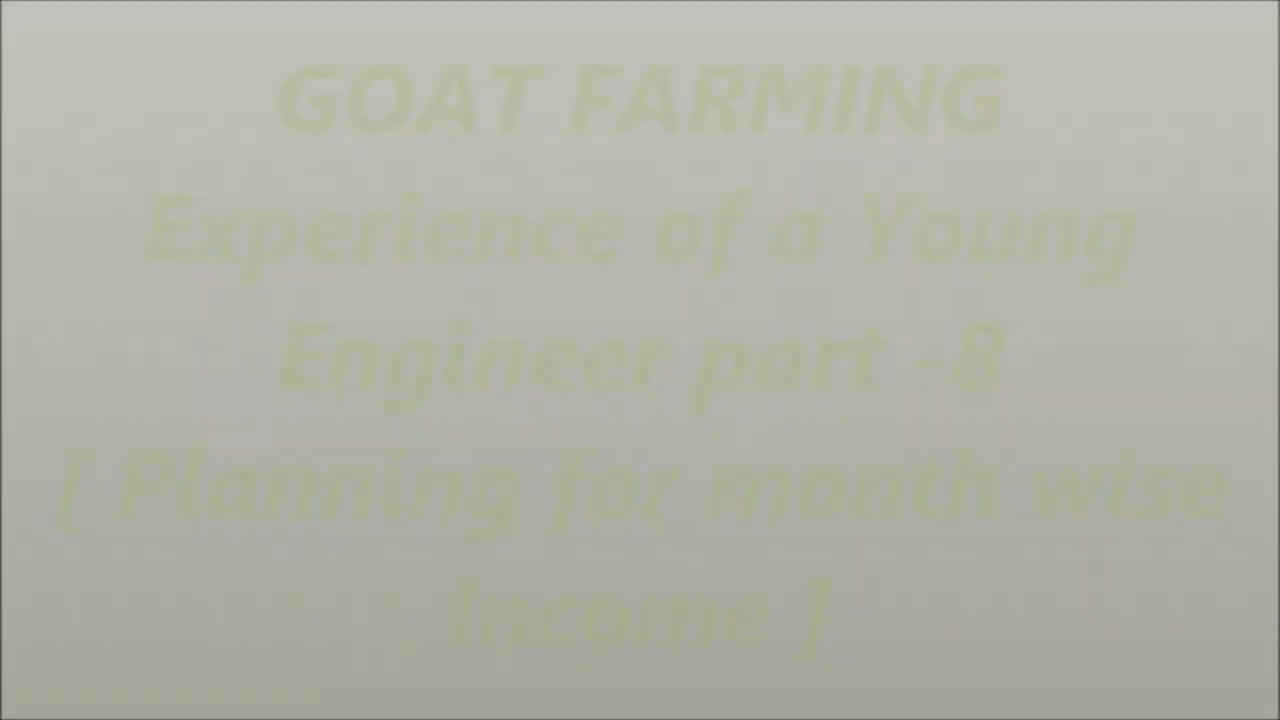 GOAT FARMING
Experience of a Young
Engineer part -8
[ Planning for month wise
Income ]